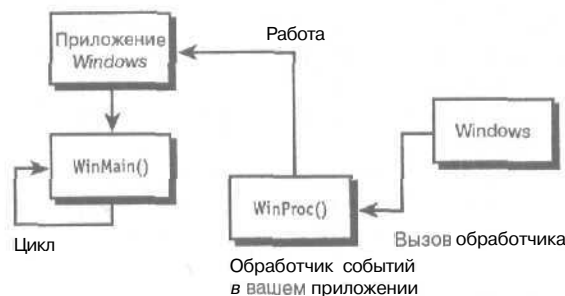 Приложение
Windows
Работа
Windows
WinMain()
WinProc()
Цикл
Вызов обработчика
Обработчик событий
в вашем приложении